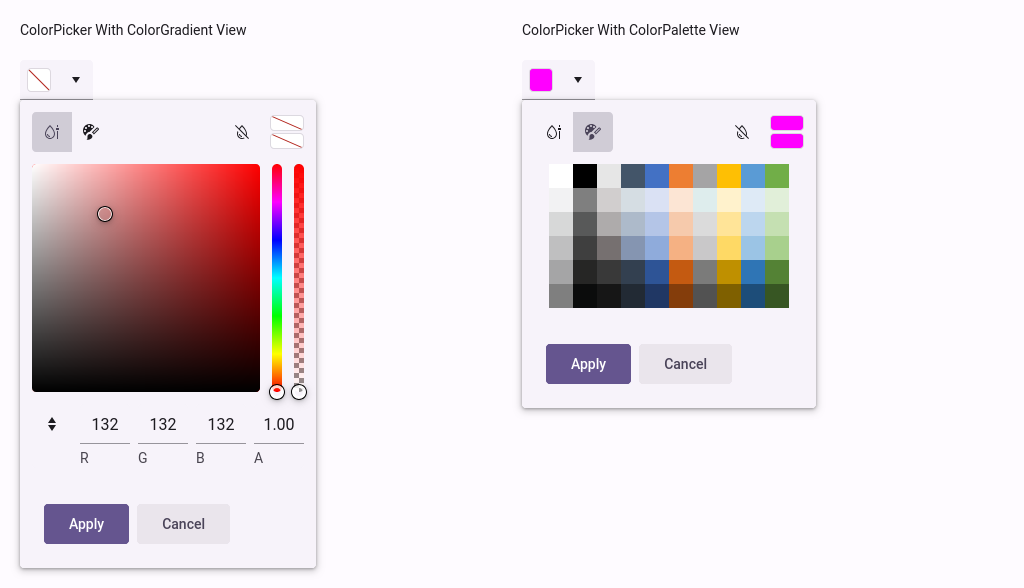 ColorPicker With ColorGradient View
132 132 132 1.00
R G B A
Apply Cancel
ColorPicker With ColorPalette View
Apply Cancel